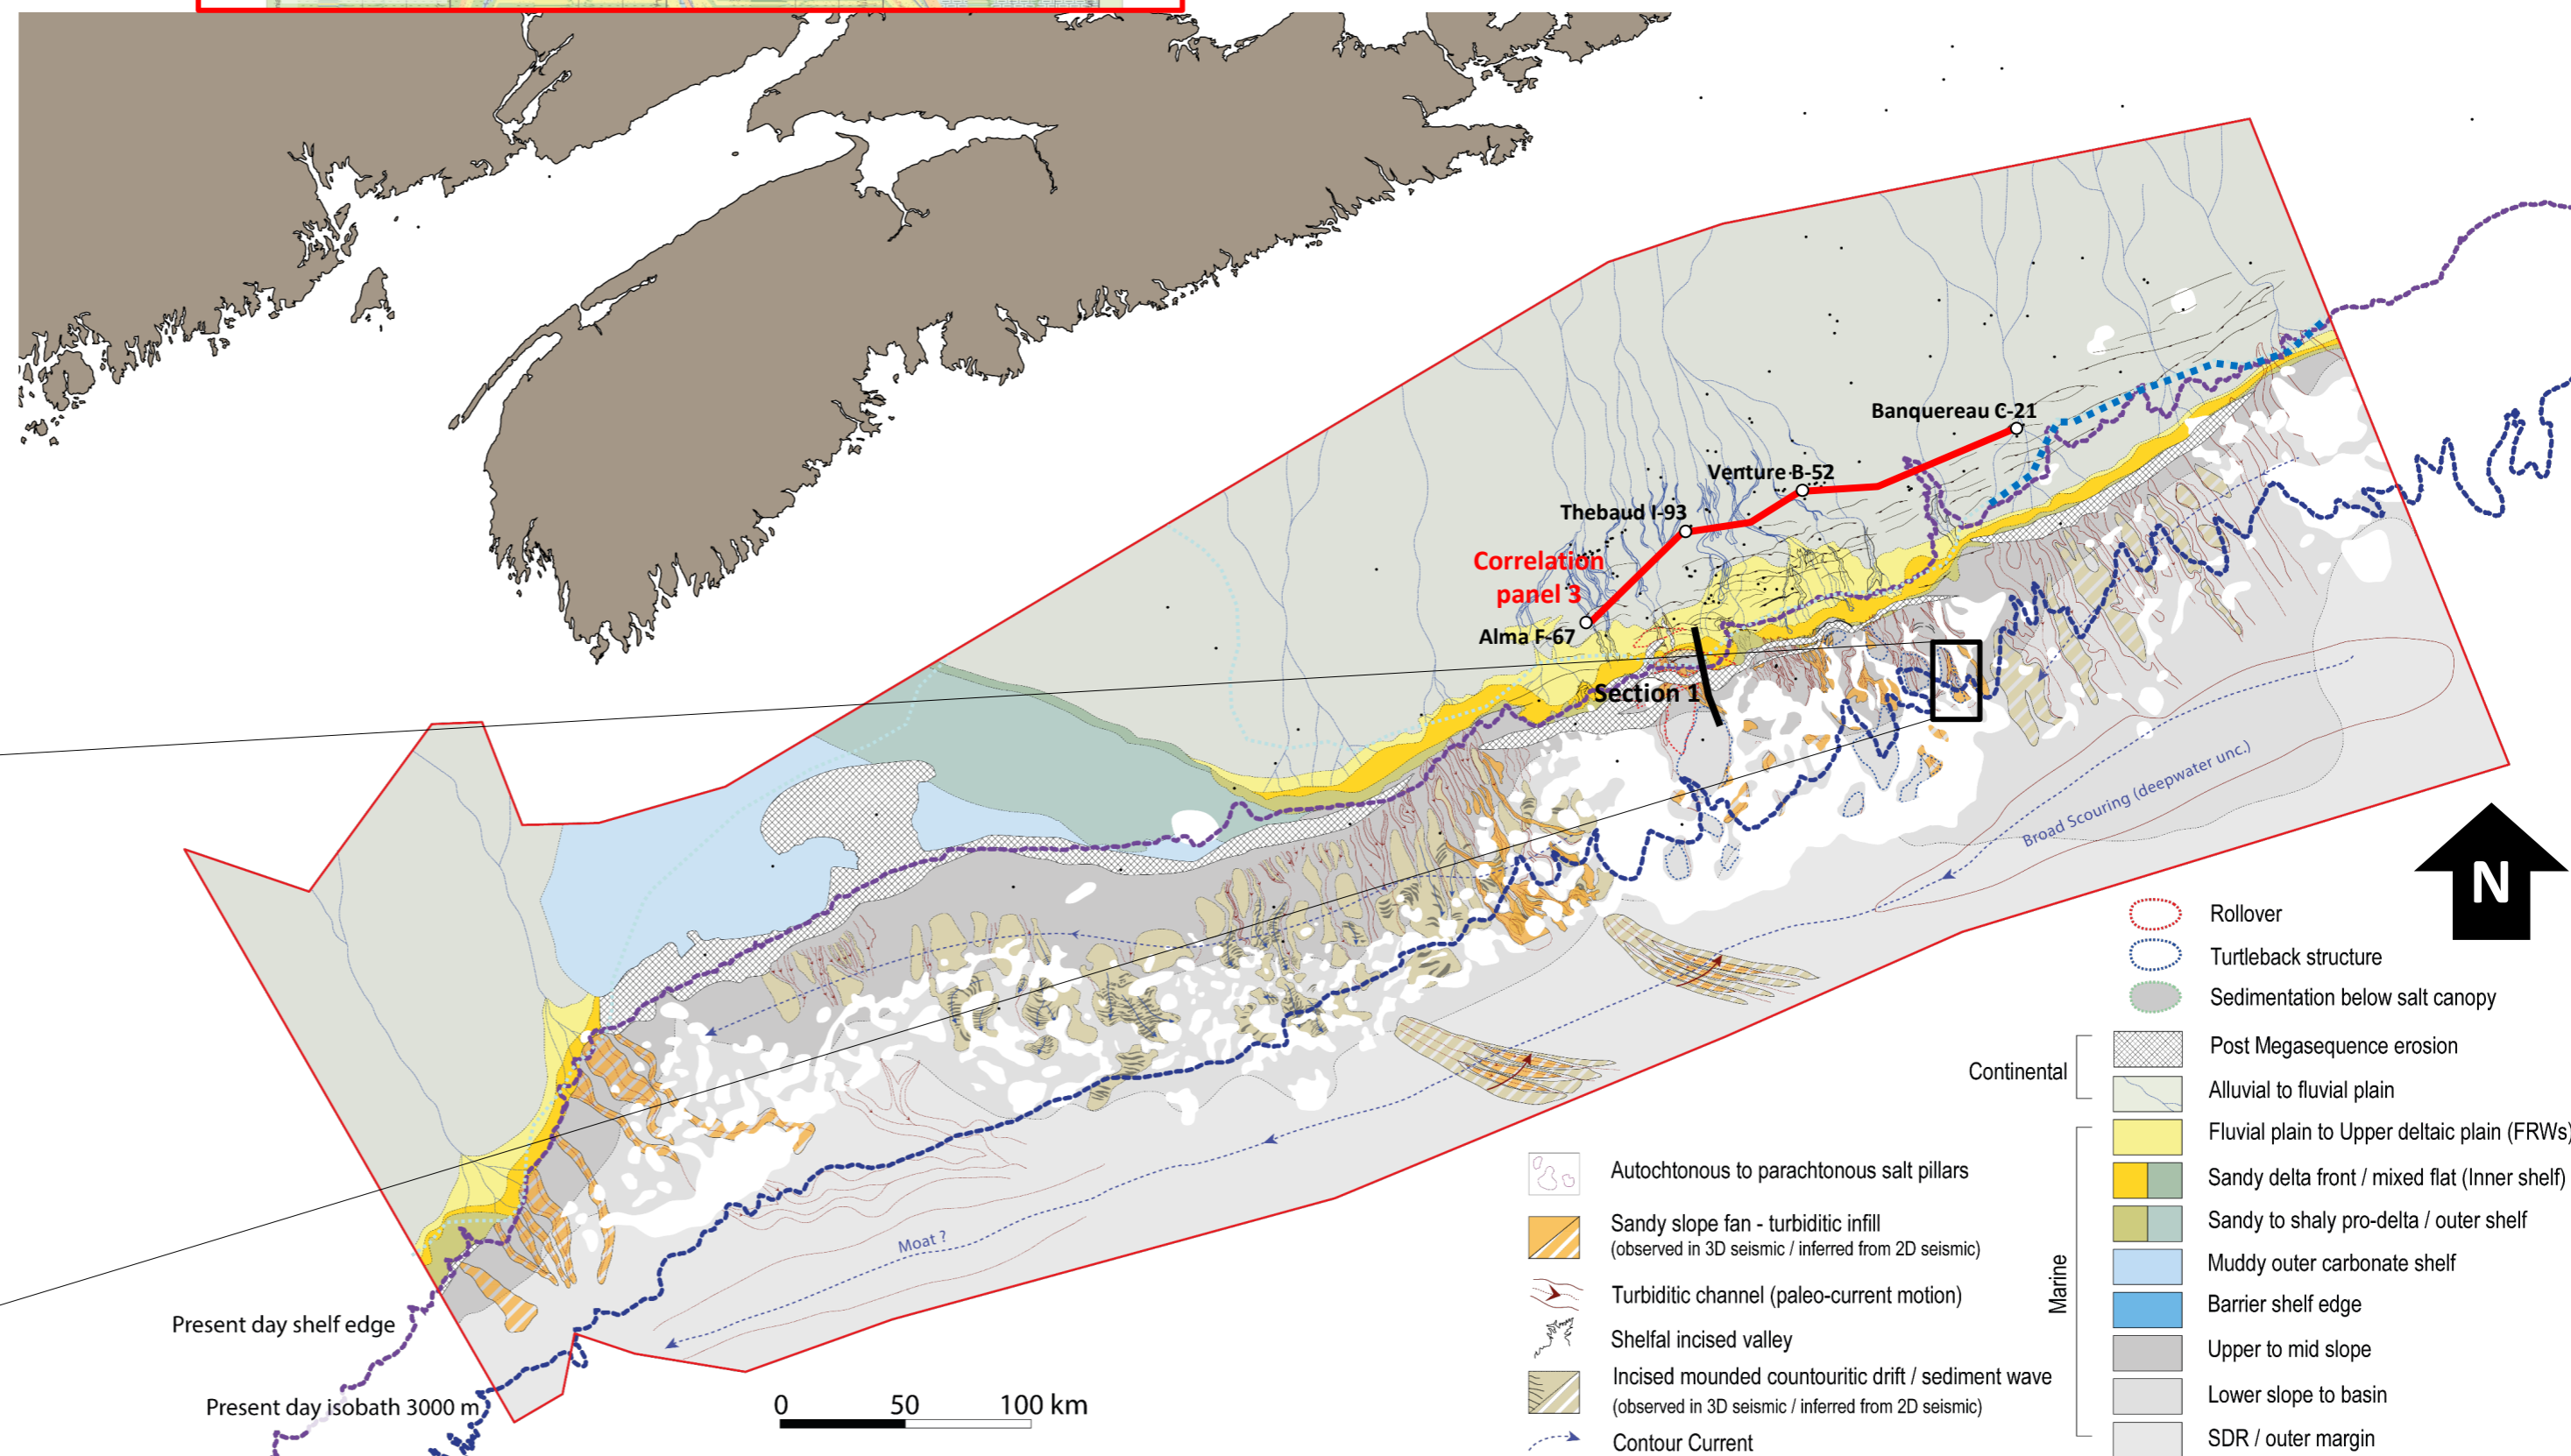 Banquereau C-21
Venture B-52
Thebaud I-93
Correlation
panel 3
Alma F-67
Section 1
Broad Scouring (deepwater unc.)
N
Moat ?
Present day shelf edge
Present day isobath 3000 m
0 50 100 km
Autochtonous to parachtonous salt pillars
Sandy slope fan - turbiditic infill
(observed in 3D seismic / inferred from 2D seismic)
Turbiditic channel (paleo-current motion)
Shelfal incised valley
Incised mounded countouritic drift / sediment wave
(observed in 3D seismic / inferred from 2D seismic)
Contour Current
Rollover
Turtleback structure
Sedimentation below salt canopy
Continental
Post Megasequence erosion
Alluvial to fluvial plain
Marine
Fluvial plain to Upper deltaic plain (FRWs)
Sandy delta front / mixed flat (Inner shelf)
Sandy to shaly pro-delta / outer shelf
Muddy outer carbonate shelf
Barrier shelf edge
Upper to mid slope
Lower slope to basin
SDR / outer margin